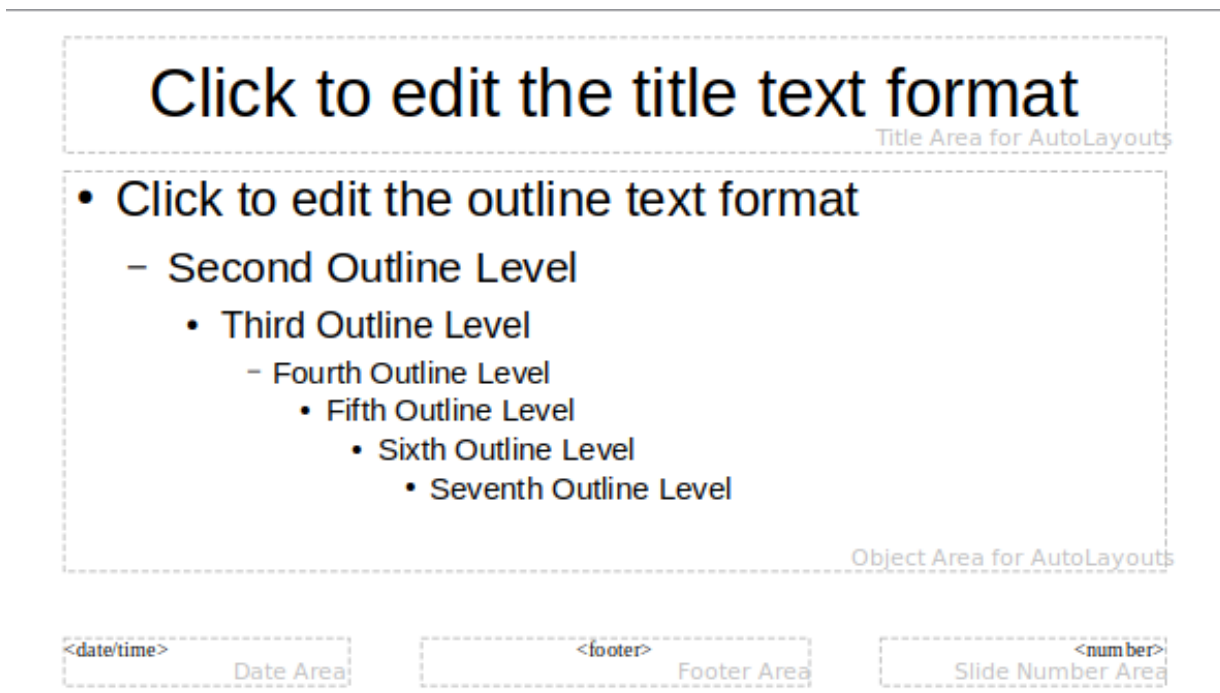 Click to edit the title text format
Title Area for AutoLayouts
• Click to edit the outline text format
– Second Outline Level
• Third Outline Level
– Fourth Outline Level
• Fifth Outline Level
• Sixth Outline Level
• Seventh Outline Level
Object Area for AutoLayouts
<date/time>
Date Area
<footer>
Footer Area
<number>
Slide Number Area